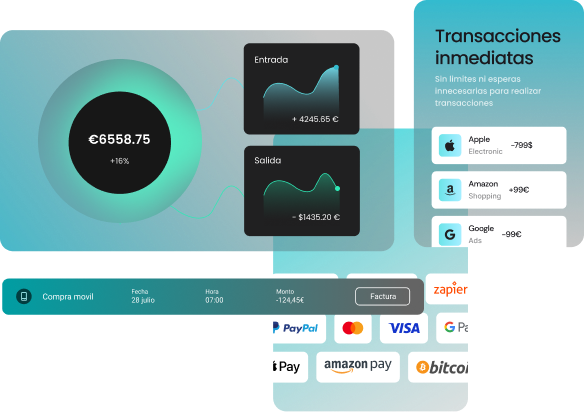 €6558.75
+16%
Entrada
+ 4245.65 €
Salida
- $1435.20 €
Transacciones
inmediatas
Sin limites ni esperas
innecesarias para realizar
transacciones
Apple
Electronic
-799$
Amazon
Shopping
+99€
Google
Ads
-99€
Compra movil
Fecha
28 julio
Hora
07:00
Monto
-124,45€
Factura
zapier
PayPal
VISA
G Pa
Pay
amazon pay
bitcoi